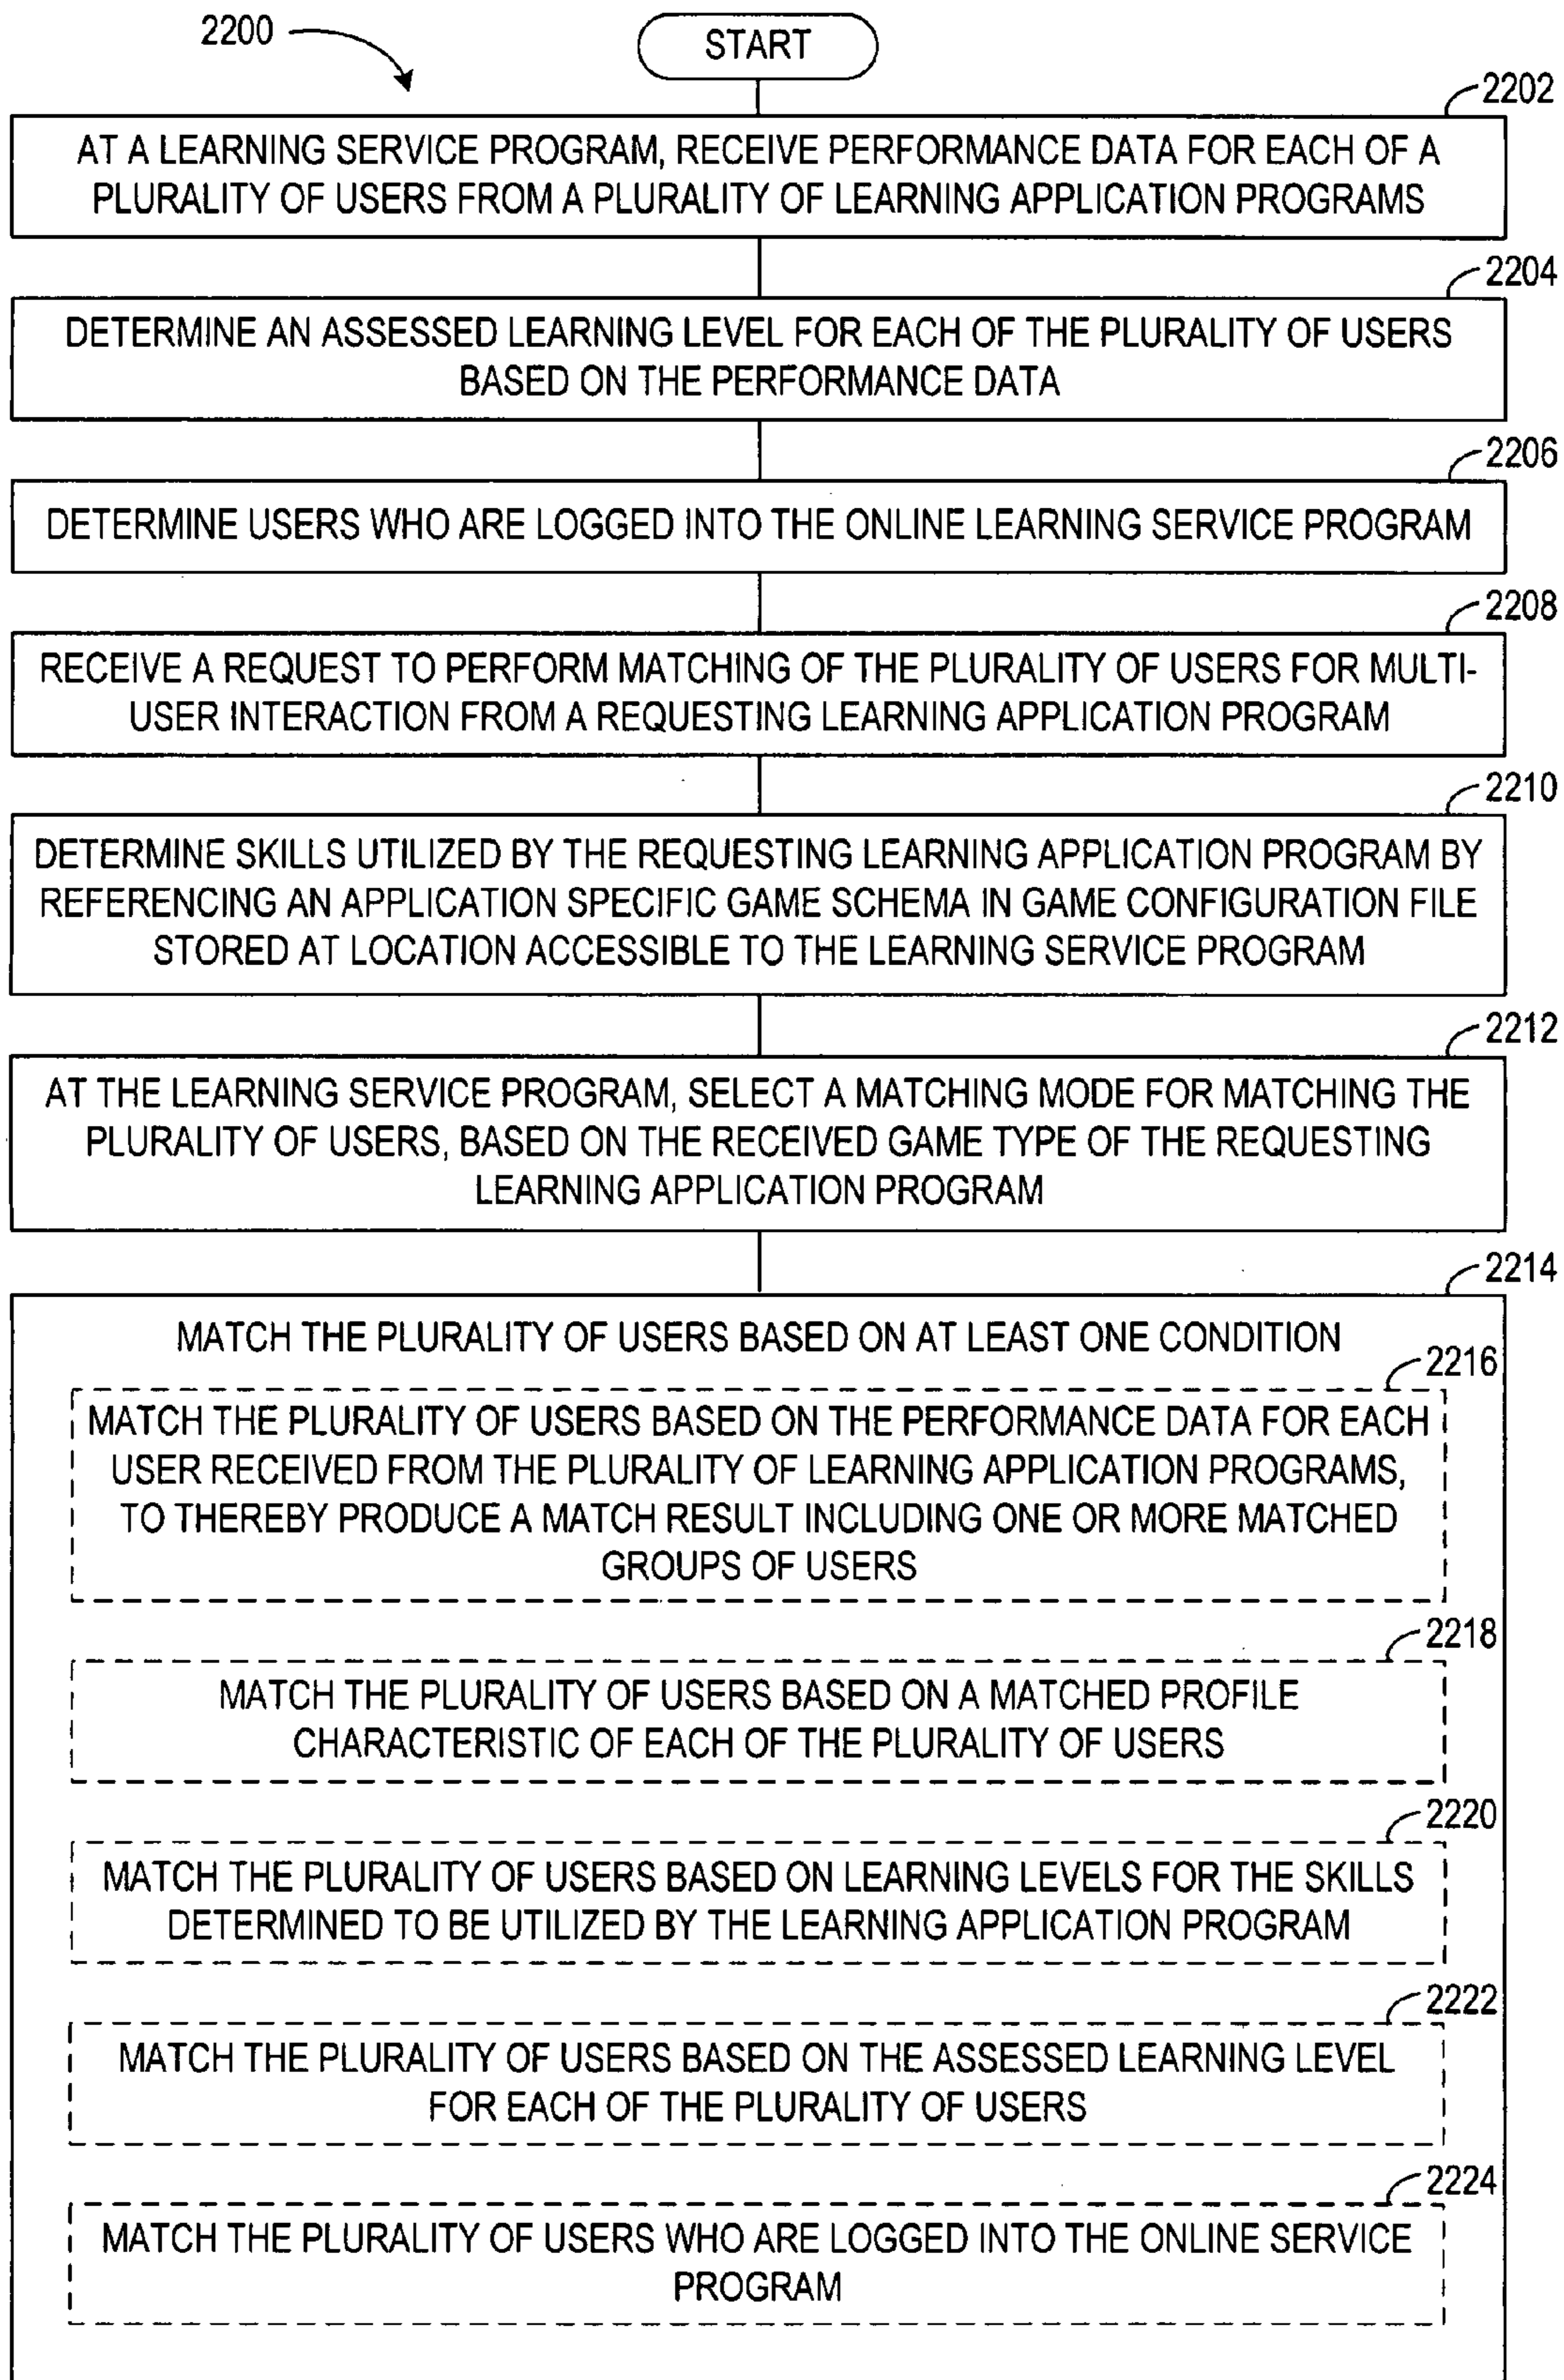 2200
START
2202
AT A LEARNING SERVICE PROGRAM, RECEIVE PERFORMANCE DATA FOR EACH OF A
PLURALITY OF USERS FROM A PLURALITY OF LEARNING APPLICATION PROGRAMS
2204
DETERMINE AN ASSESSED LEARNING LEVEL FOR EACH OF THE PLURALITY OF USERS
BASED ON THE PERFORMANCE DATA
2206
DETERMINE USERS WHO ARE LOGGED INTO THE ONLINE LEARNING SERVICE PROGRAM
2208
RECEIVE A REQUEST TO PERFORM MATCHING OF THE PLURALITY OF USERS FOR MULTI-
USER INTERACTION FROM A REQUESTING LEARNING APPLICATION PROGRAM
2210
DETERMINE SKILLS UTILIZED BY THE REQUESTING LEARNING APPLICATION PROGRAM BY
REFERENCING AN APPLICATION SPECIFIC GAME SCHEMA IN GAME CONFIGURATION FILE
STORED AT LOCATION ACCESSIBLE TO THE LEARNING SERVICE PROGRAM
2212
AT THE LEARNING SERVICE PROGRAM, SELECT A MATCHING MODE FOR MATCHING THE
PLURALITY OF USERS, BASED ON THE RECEIVED GAME TYPE OF THE REQUESTING
LEARNING APPLICATION PROGRAM
2214
MATCH THE PLURALITY OF USERS BASED ON AT LEAST ONE CONDITION
2216
MATCH THE PLURALITY OF USERS BASED ON THE PERFORMANCE DATA FOR EACH
USER RECEIVED FROM THE PLURALITY OF LEARNING APPLICATION PROGRAMS,
TO THEREBY PRODUCE A MATCH RESULT INCLUDING ONE OR MORE MATCHED
GROUPS OF USERS
2218
MATCH THE PLURALITY OF USERS BASED ON A MATCHED PROFILE
CHARACTERISTIC OF EACH OF THE PLURALITY OF USERS
2220
MATCH THE PLURALITY OF USERS BASED ON LEARNING LEVELS FOR THE SKILLS
DETERMINED TO BE UTILIZED BY THE LEARNING APPLICATION PROGRAM
2222
MATCH THE PLURALITY OF USERS BASED ON THE ASSESSED LEARNING LEVEL
FOR EACH OF THE PLURALITY OF USERS
2224
MATCH THE PLURALITY OF USERS WHO ARE LOGGED INTO THE ONLINE SERVICE
PROGRAM